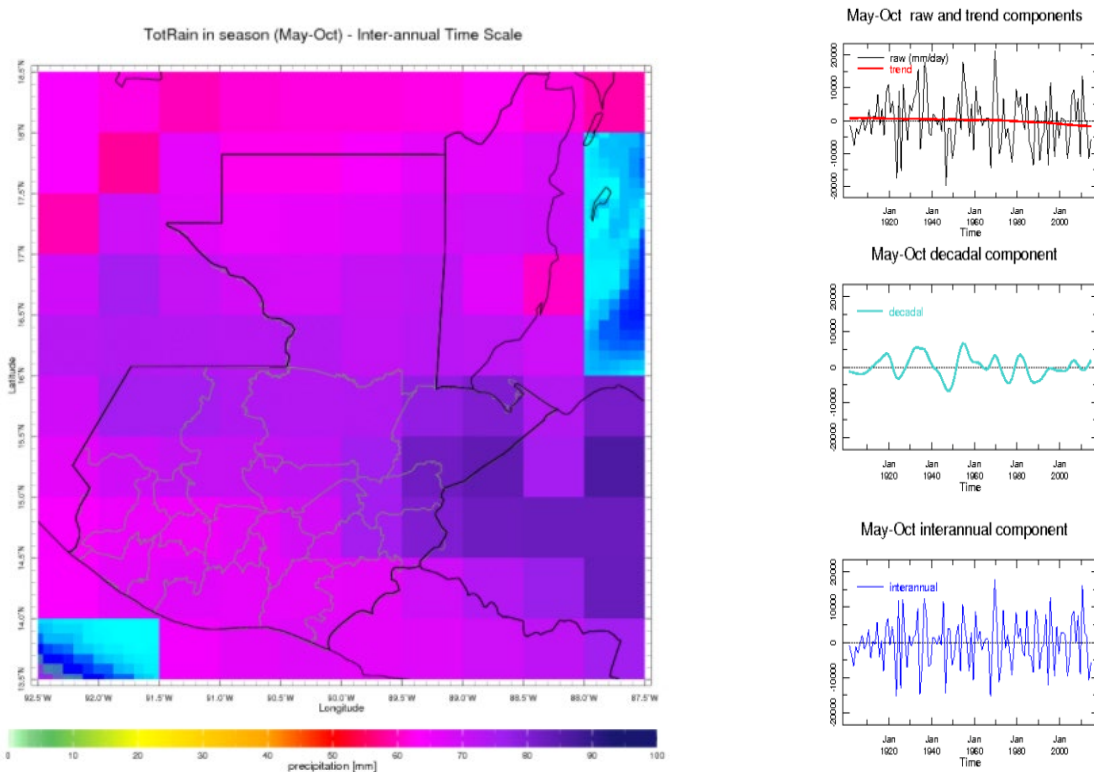 TotRain in season (May-Oct) - Inter-annual Time Scale
18.5°N
18°N
17.5°N
17°N
16.5°N
16°N
15.5°N
15.0°N
14.5°N
14.0°N
13.5°N
Latitude
92.5°W 92.0°W 91.5°W 91.0°W 90.5°W 90.0°W 89.5°W 89.0°W 88.5°W 88.0°W 87.5°W
Longitude
0 10 20 30 40 50 60 70 80 90 100
precipitation [mm]
May-Oct raw and trend components
raw (mm/day)
trend
20000
10000
0
-10000
-20000
Jan Jan Jan Jan Jan
1920 1940 1960 1980 2000
Time
May-Oct decadal component
decadal
20000
10000
0
-10000
-20000
Jan Jan Jan Jan Jan
1920 1940 1960 1980 2000
Time
May-Oct interannual component
interannual
20000
10000
0
-10000
-20000
Jan Jan Jan Jan Jan
1920 1940 1960 1980 2000
Time